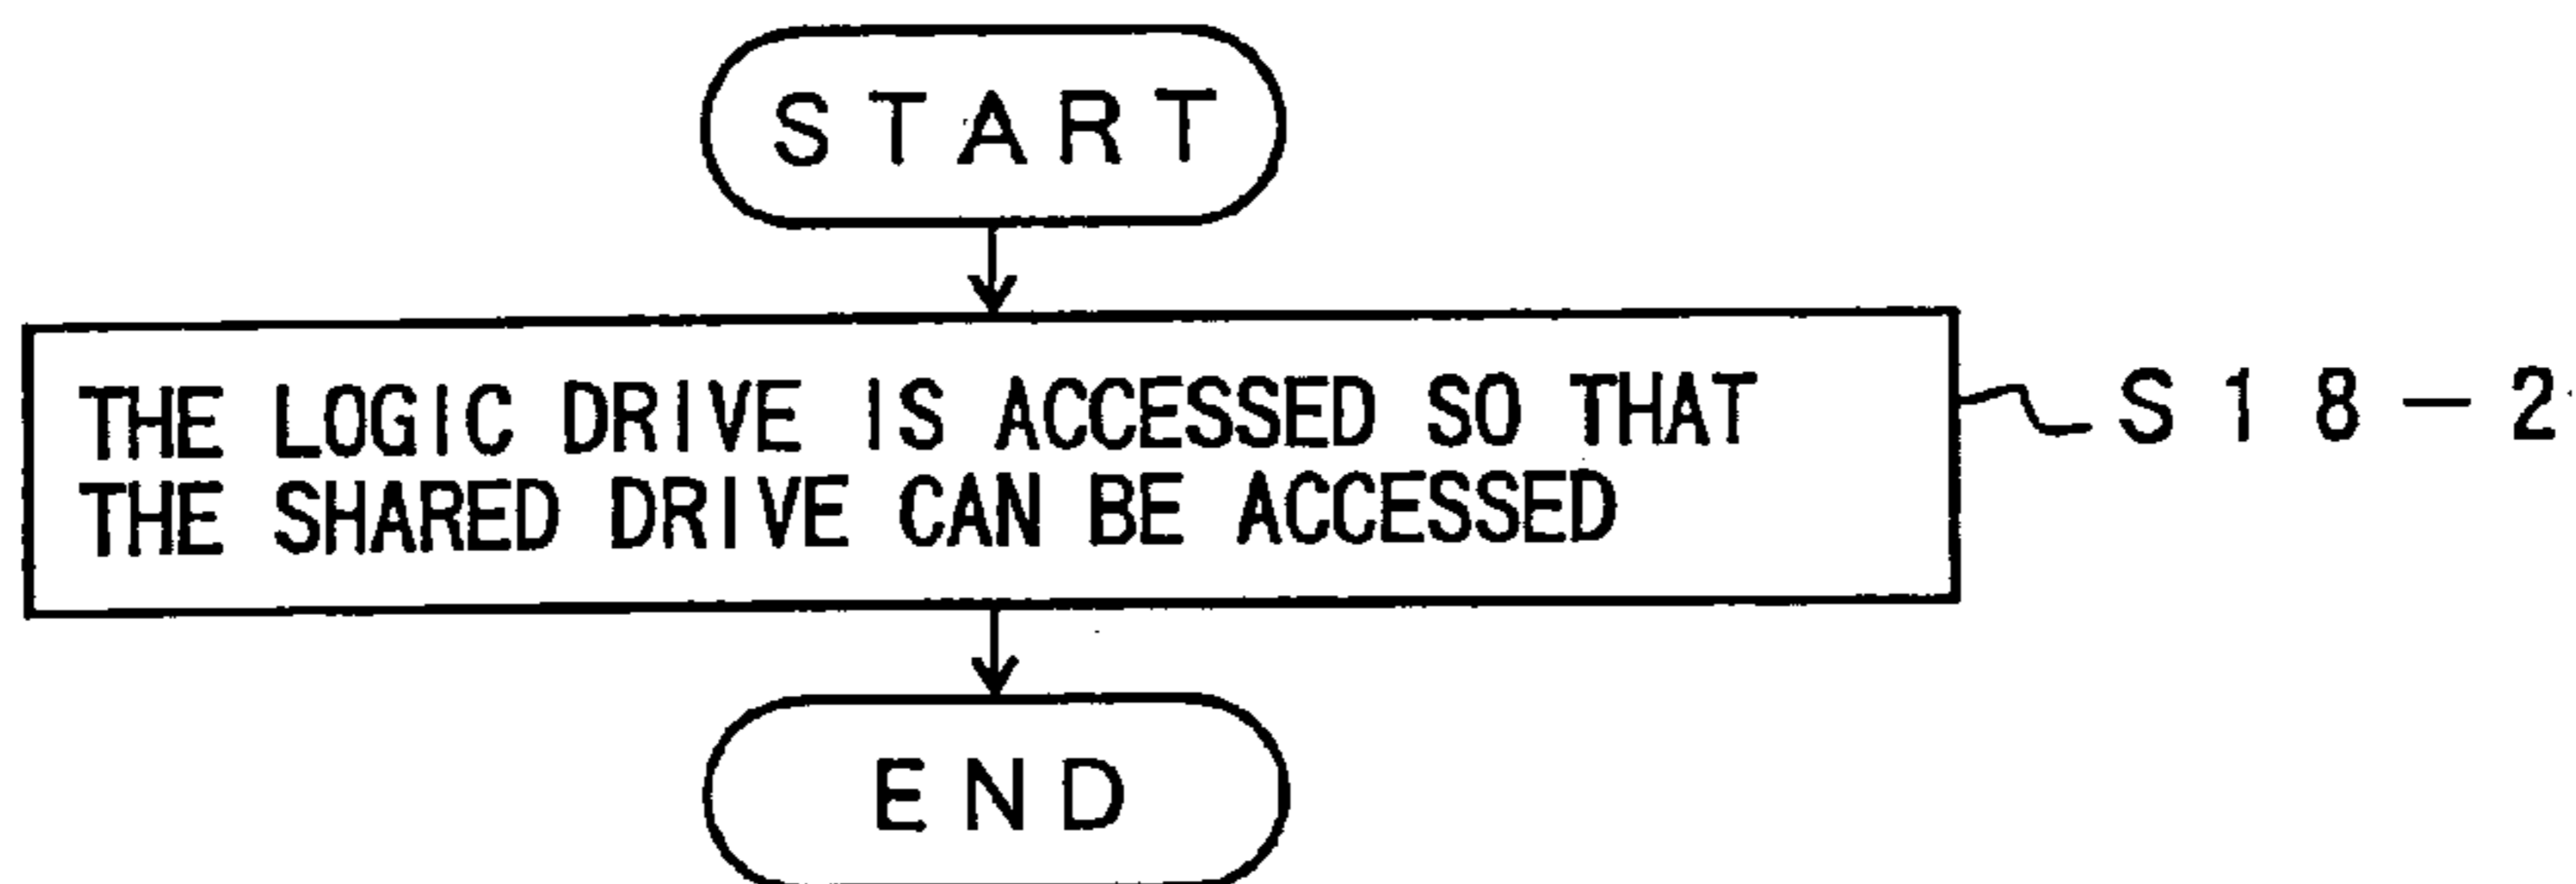 START
THE LOGIC DRIVE IS ACCESSED SO THAT
THE SHARED DRIVE CAN BE ACCESSED
S18-2
END